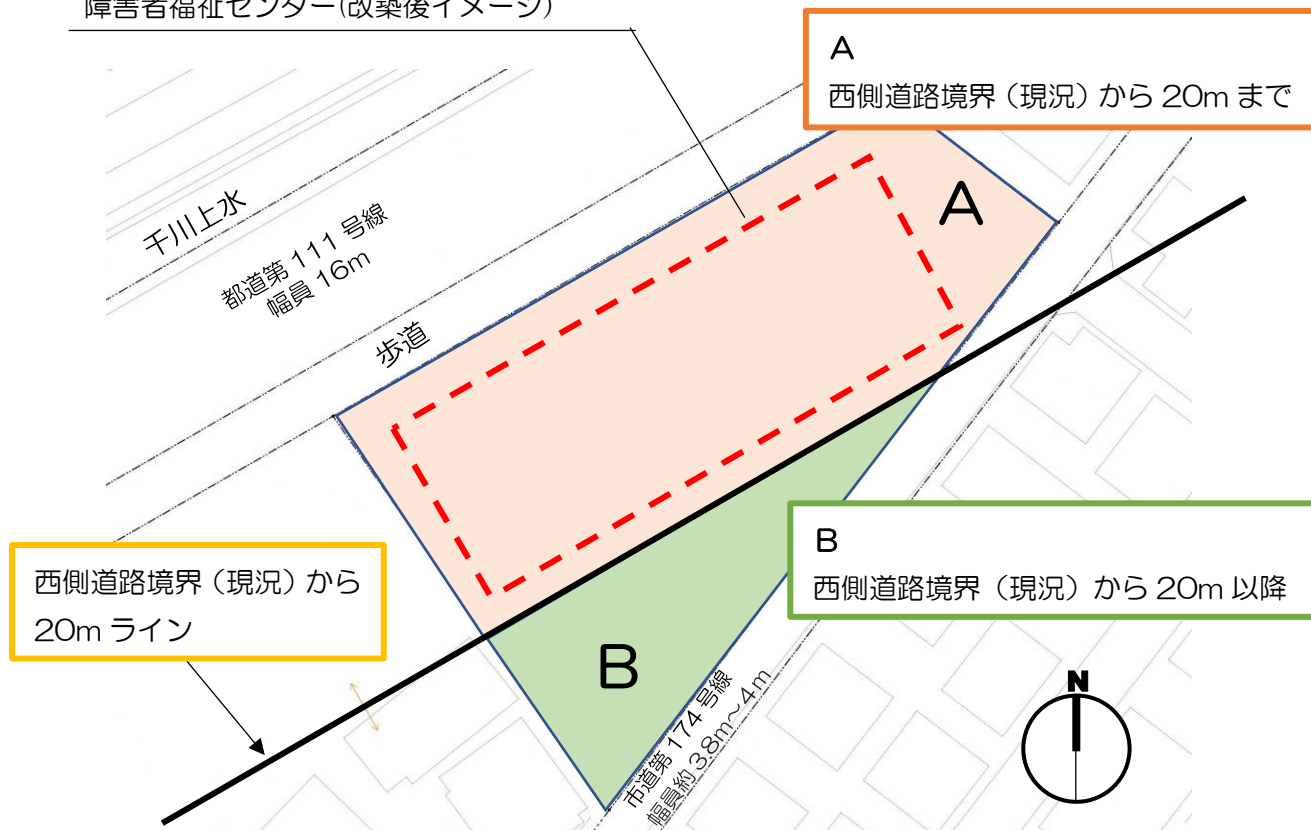 障害者福祉センター(改築後イメージ)
A
西側道路境界（現況）から 20m まで
千川上水
都道第 111 号線
幅員 16m
歩道
A
西側道路境界（現況）から
20m ライン
B
西側道路境界（現況）から 20m 以降
B
市道第 174 号線
幅員約 3.8m～4m
N